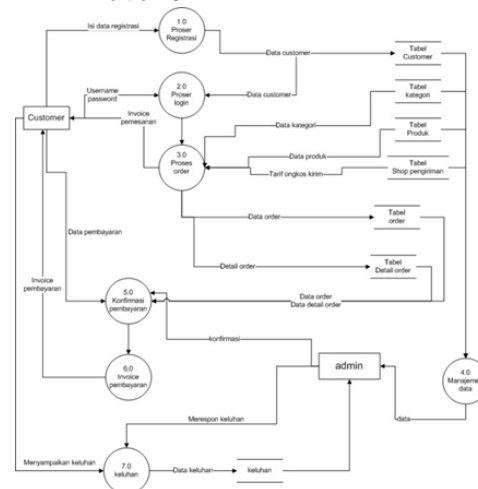 Isi data registrasi
1.0
Proser
Registrasi
Data customer
Tabel
Customer
Username
password
2.0
Proser
login
Data customer
Tabel
kategori
Customer
Invoice
pemesanan
Data kategori
Tabel
Produk
3.0
Proses
order
Data produk
Tarif ongkos kirim
Tabel
Shop pengiriman
Data order
Tabel
order
Data pembayaran
Detail order
Tabel
Detail order
Invoice
pembayaran
5.0
Konfirmasi
pembayaran
Data order
Data detail order
konfirmasi
6.0
Invoice
pembayaran
admin
4.0
Manajeme
data
Merespon keluhan
data
Menyampaikan keluhan
7.0
keluhan
Data keluhan
keluhan